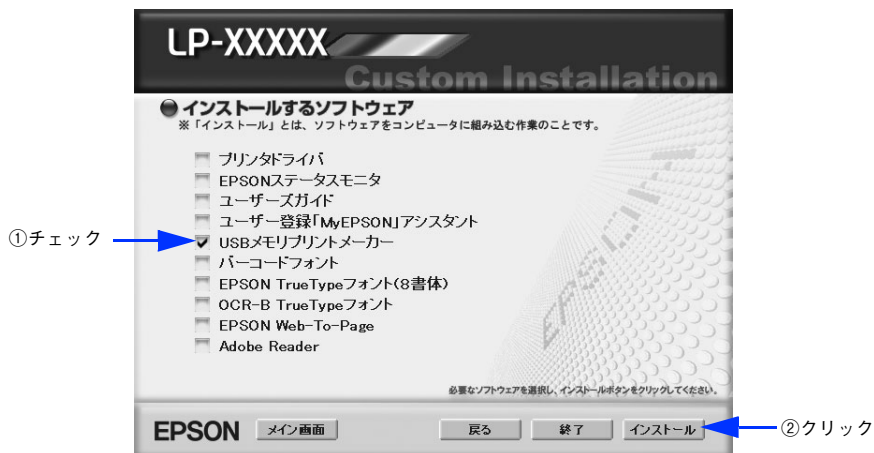 LP-XXXXX
Custom Installation
インストールするソフトウェア
※「インストール」とは、ソフトウェアをコンピュータに組み込む作業のことです。
プリンタドライバ
EPSONステータスモニタ
ユーザーズガイド
ユーザー登録「MyEPSON」アシスタント
①チェック
USBメモリプリントメーカー
バーコードフォント
EPSON TrueTypeフォント(8書体)
OCR-B TrueTypeフォント
EPSON Web-To-Page
Adobe Reader
EPSON
必要なソフトウェアを選択し、インストールボタンをクリックしてください。
EPSON メイン画面 戻る 終了 インストール ②クリック